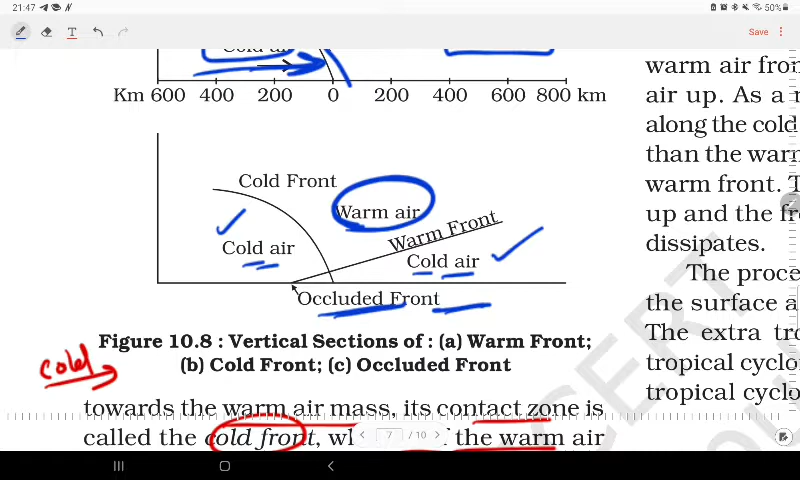 21:47
50%
Save
Cold air
Km 600 400 200 0 200 400 600 800 km
Cold Front
Warm air
Warm Front
Cold air
Cold air
Occluded Front
Figure 10.8 : Vertical Sections of : (a) Warm Front;
(b) Cold Front; (c) Occluded Front
cold
towards the warm air mass, its contact zone is
called the cold front, the warm air
7 / 10
warm air fron
air up. As a
along the cold
than the warm
warm front. T
up and the fr
dissipates.
The proce
the surface a
The extra tro
tropical cyclo
tropical cyclo
CERT